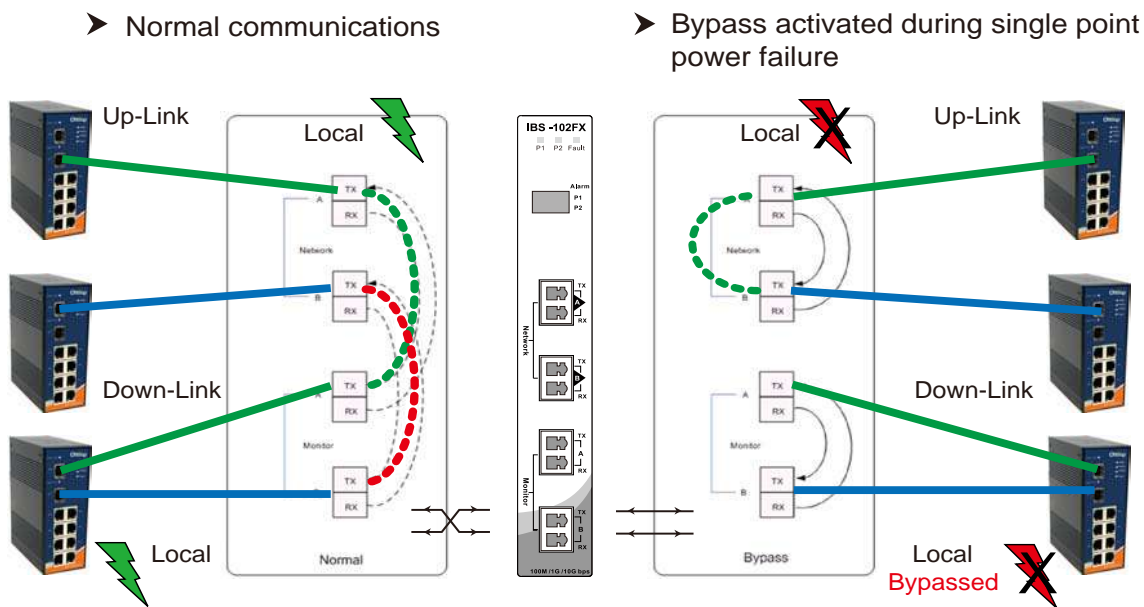 ➤ Normal communications
➤ Bypass activated during single point
power failure
Up-Link
Down-Link
Local
Local
TX
RX
A
Network
TX
RX
B
TX
RX
A
Monitor
TX
RX
Normal
IBS -102FX
P1 P2 Fault
Alarm
P1
P2
Network
TX
A
RX
TX
B
RX
Monitor
TX
A
RX
TX
B
RX
100M /1G /10G bps
Local
TX
RX
Network
TX
RX
B
TX
RX
A
Monitor
TX
RX
B
Bypass
Up-Link
Down-Link
Local
Bypassed